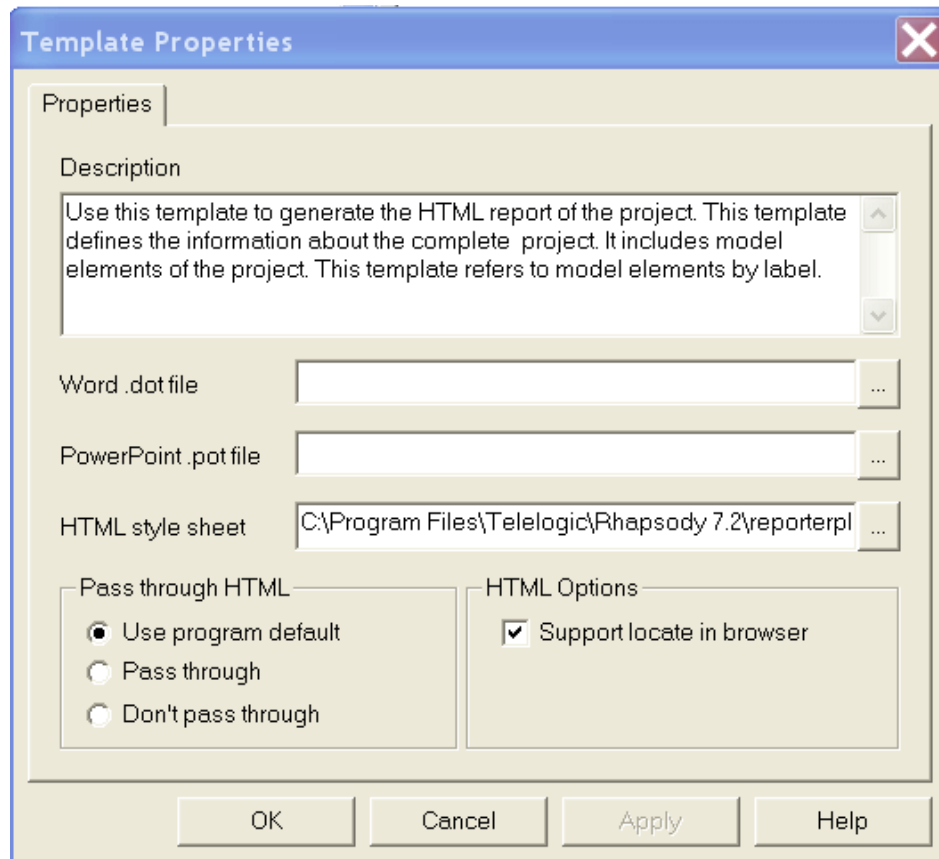 Template Properties
Properties
Description
Use this template to generate the HTML report of the project. This template
defines the information about the complete  project. It includes model
elements of the project. This template refers to model elements by label.
Word .dot file
...
PowerPoint .pot file
...
HTML style sheet
C:\Program Files\Telelogic\Rhapsody 7.2\reporterpl
...
Pass through HTML
Use program default
Pass through
Don't pass through
HTML Options
Support locate in browser
OK
Cancel
Apply
Help